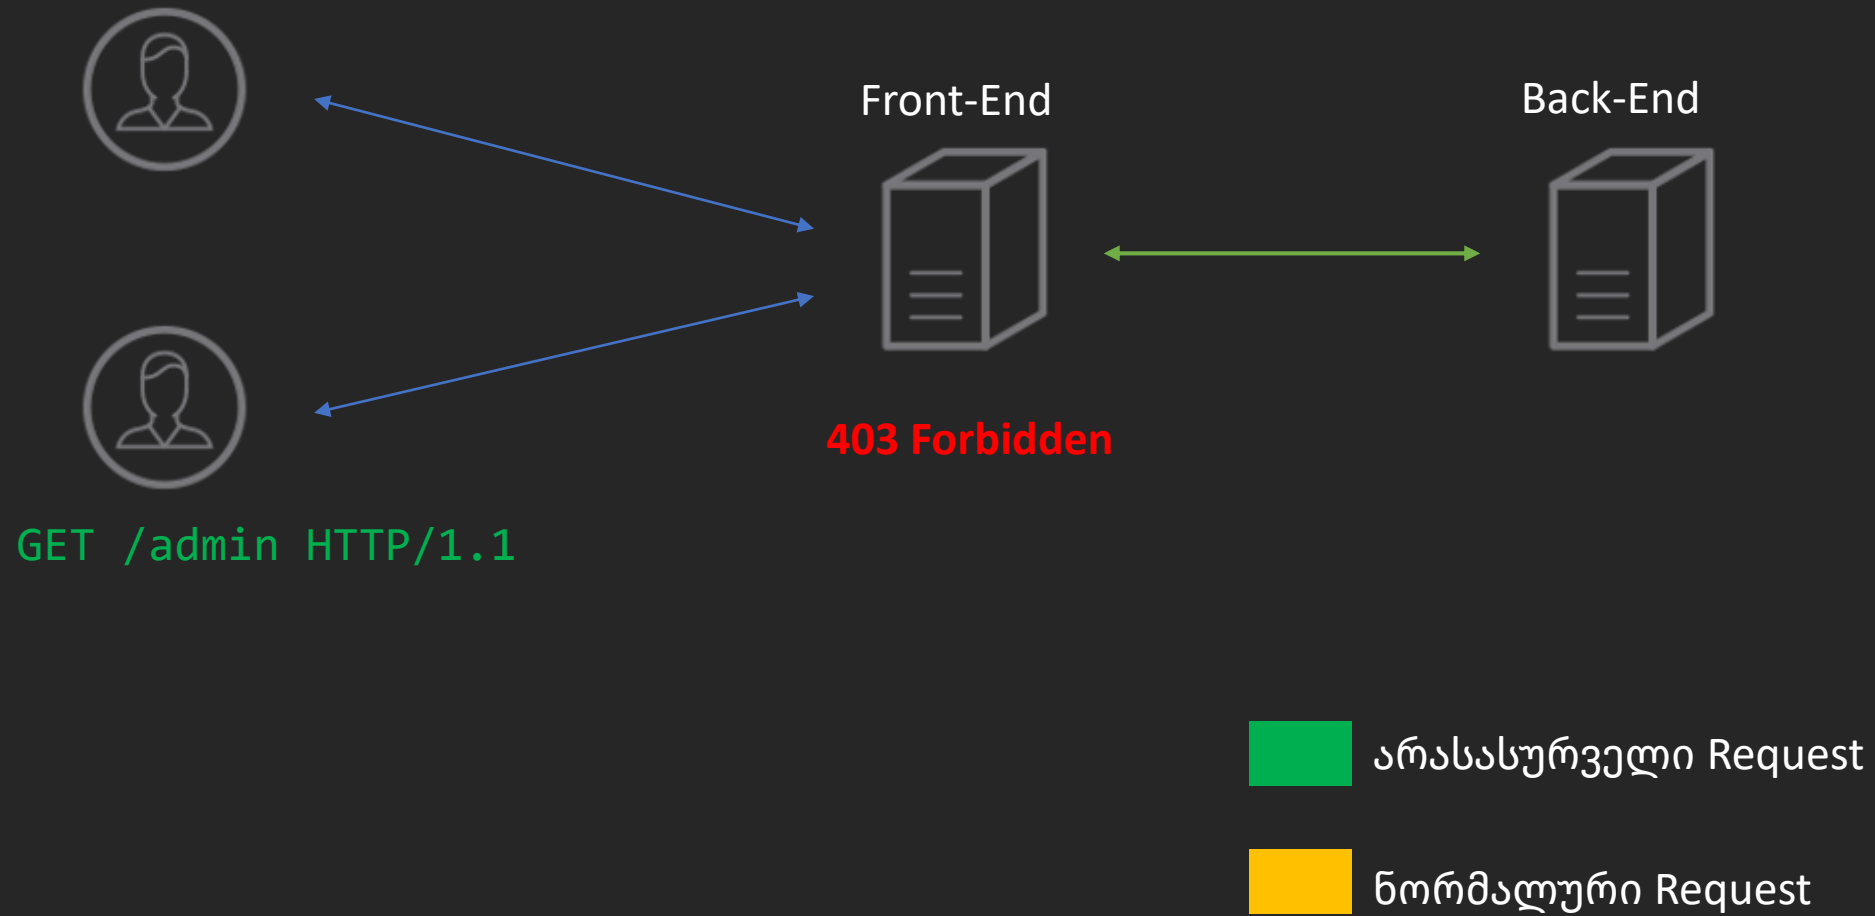 Front-End
Back-End
403 Forbidden
GET /admin HTTP/1.1
არასასურველი Request
ნორმალური Request